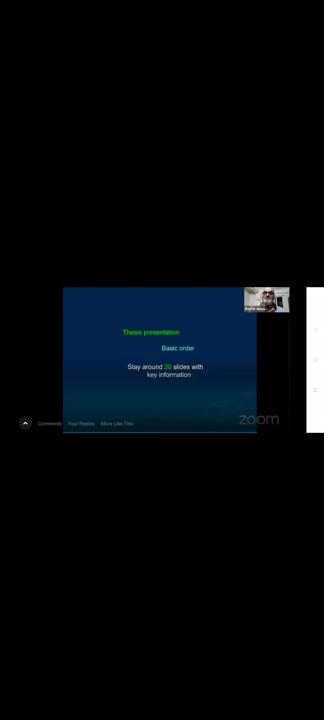 Thesis presentation
Basic order
Stay around 20 slides with
key information
zoom
Comments Your Replies More Like This